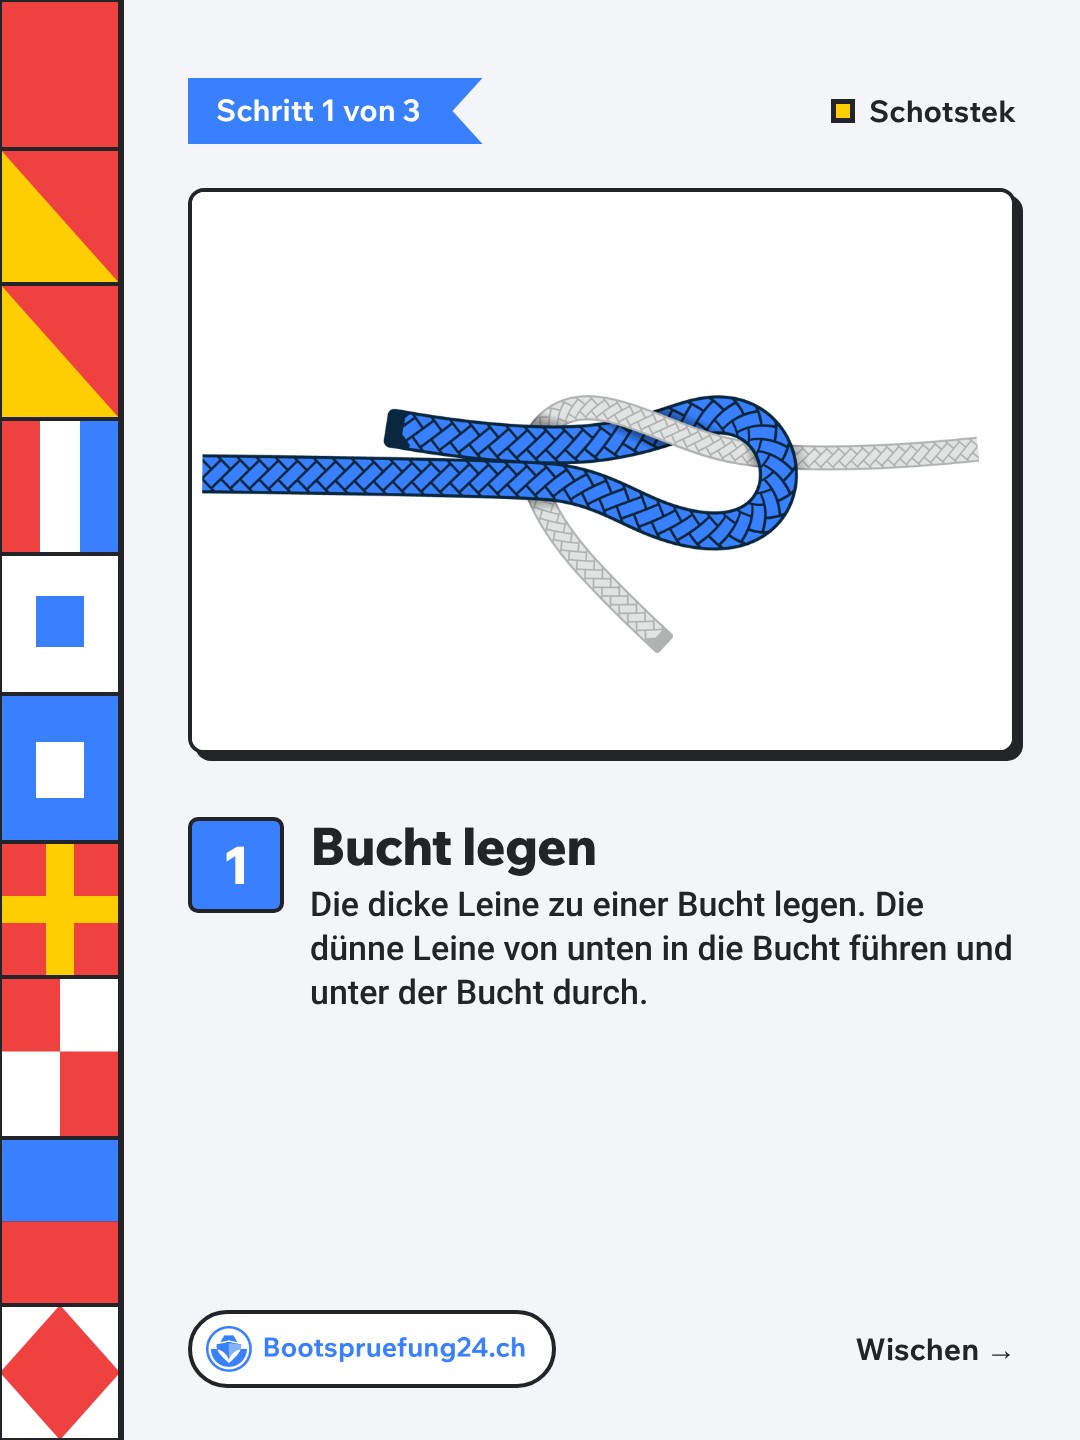 Schritt 1 von 3
Schotstek
1
Bucht legen
Die dicke Leine zu einer Bucht legen. Die
dünne Leine von unten in die Bucht führen und
unter der Bucht durch.
Bootspruefung24.ch
Wischen →